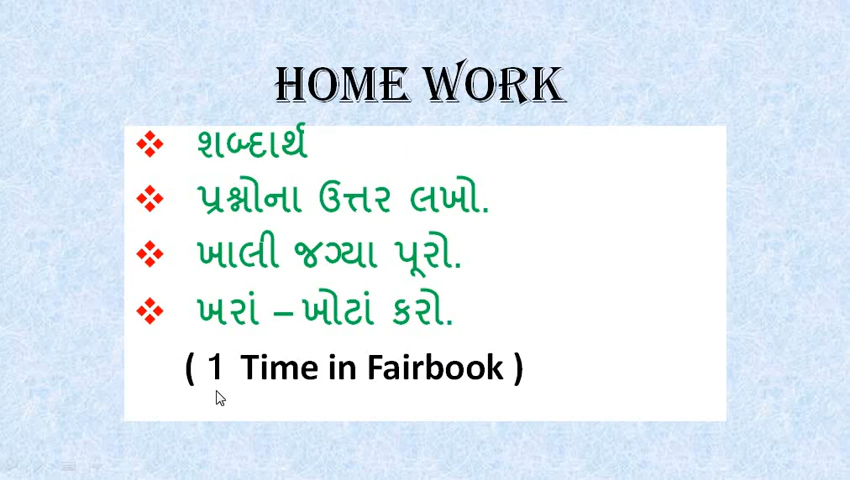 HOME WORK
શબ્દાર્થ
પ્રશ્નોના ઉત્તર લખો.
ખાલી જગ્યા પૂરો.
ખરાં – ખોટાં કરો.
( 1 Time in Fairbook )